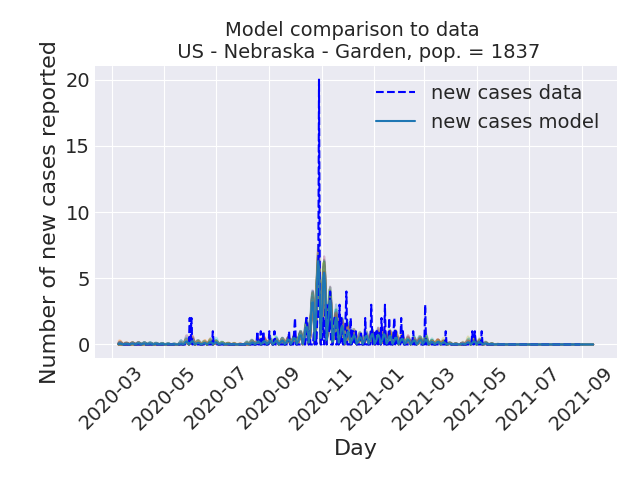 Model comparison to data
US - Nebraska - Garden, pop. = 1837
Number of new cases reported
20
15
10
5
0
new cases data
new cases model
2020-03
2020-05
2020-07
2020-09
2020-11
2021-01
2021-03
2021-05
2021-07
2021-09
Day